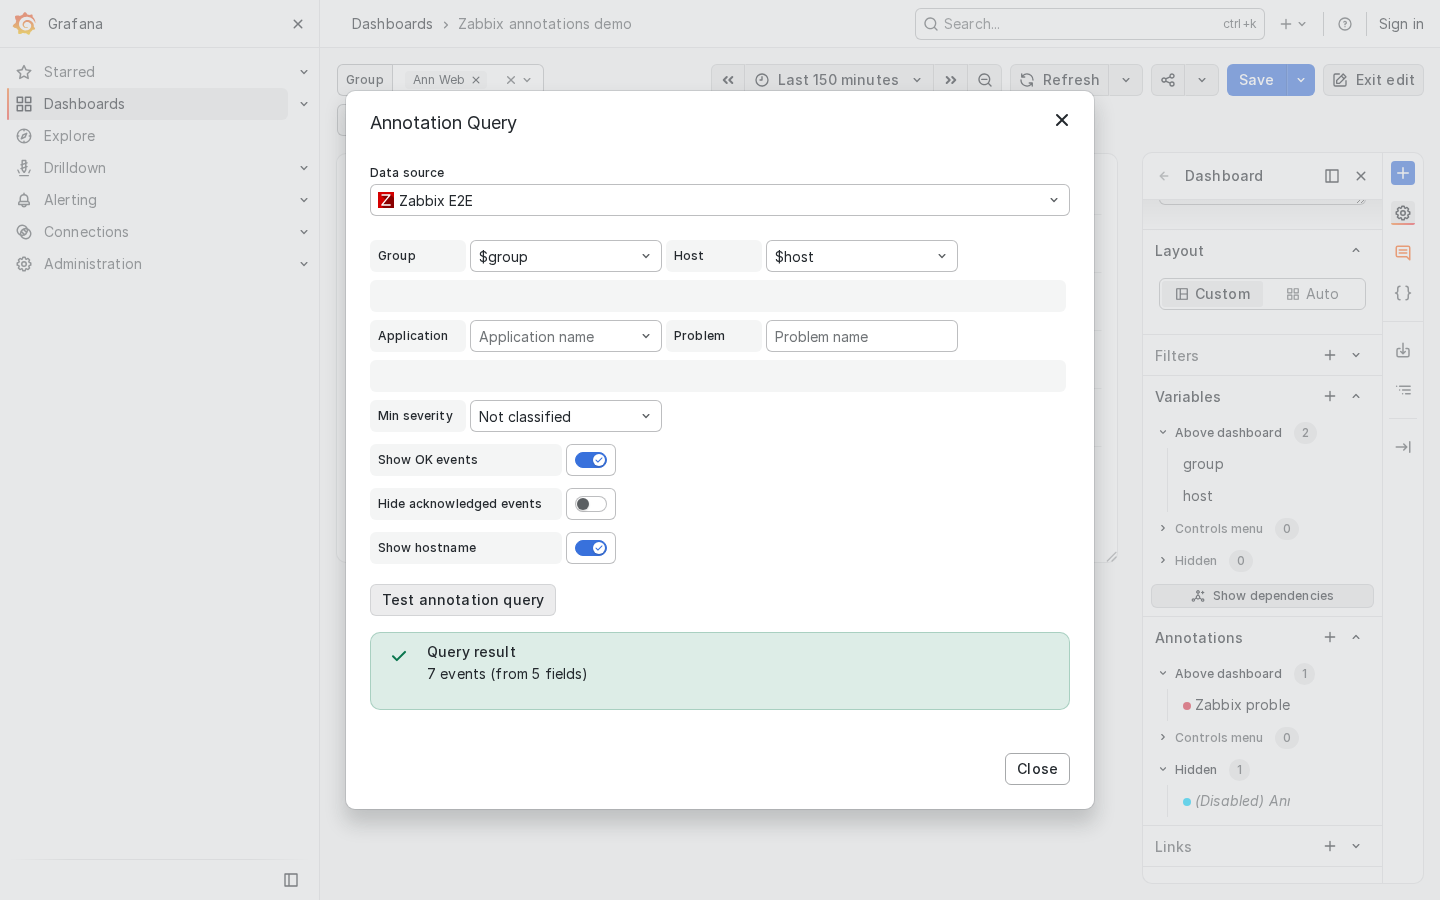 Grafana
Dashboards
Zabbix annotations demo
Search...
ctrl+k
Sign in
Starred
Dashboards
Explore
Drilldown
Alerting
Connections
Administration
Group
Ann Web
Last 150 minutes
Refresh
Save
Exit edit
Annotation Query
Data source
Zabbix E2E
Group
$group
Host
$host
Application
Application name
Problem
Problem name
Min severity
Not classified
Show OK events
Hide acknowledged events
Show hostname
Test annotation query
Query result
7 events (from 5 fields)
Close
Dashboard
Layout
Custom
Auto
Filters
Variables
Above dashboard 2
group
host
Controls menu 0
Hidden 0
Show dependencies
Annotations
Above dashboard 1
Zabbix proble
Controls menu 0
Hidden 1
(Disabled) Ann
Links